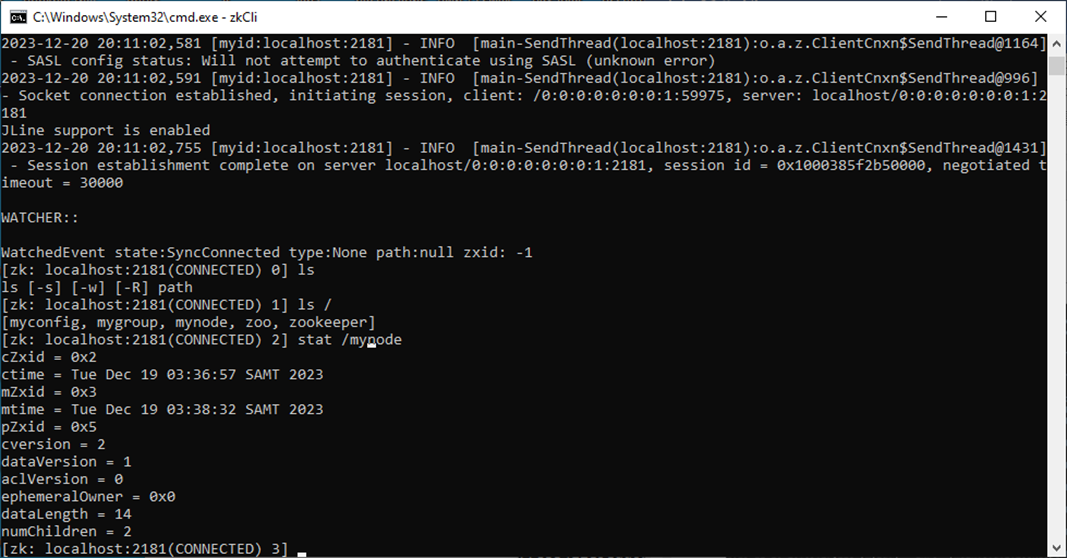 C:\Windows\System32\cmd.exe - zkCli
2023-12-20 20:11:02,581 [myid:localhost:2181] - INFO  [main-SendThread(localhost:2181):o.a.z.ClientCnxn$SendThread@1164]
 - SASL config status: Will not attempt to authenticate using SASL (unknown error)
2023-12-20 20:11:02,591 [myid:localhost:2181] - INFO  [main-SendThread(localhost:2181):o.a.z.ClientCnxn$SendThread@996]
- Socket connection established, initiating session, client: /0:0:0:0:0:0:0:1:59975, server: localhost/0:0:0:0:0:0:0:1:2
181
JLine support is enabled
2023-12-20 20:11:02,755 [myid:localhost:2181] - INFO  [main-SendThread(localhost:2181):o.a.z.ClientCnxn$SendThread@1431]
 - Session establishment complete on server localhost/0:0:0:0:0:0:0:1:2181, session id = 0x1000385f2b50000, negotiated t
imeout = 30000
WATCHER::
WatchedEvent state:SyncConnected type:None path:null zxid: -1
[zk: localhost:2181(CONNECTED) 0] ls
ls [-s] [-w] [-R] path
[zk: localhost:2181(CONNECTED) 1] ls /
[myconfig, mygroup, mynode, zoo, zookeeper]
[zk: localhost:2181(CONNECTED) 2] stat /mynode
cZxid = 0x2
ctime = Tue Dec 19 03:36:57 SAMT 2023
mZxid = 0x3
mtime = Tue Dec 19 03:38:32 SAMT 2023
pZxid = 0x5
cversion = 2
dataVersion = 1
aclVersion = 0
ephemeralOwner = 0x0
dataLength = 14
numChildren = 2
[zk: localhost:2181(CONNECTED) 3]